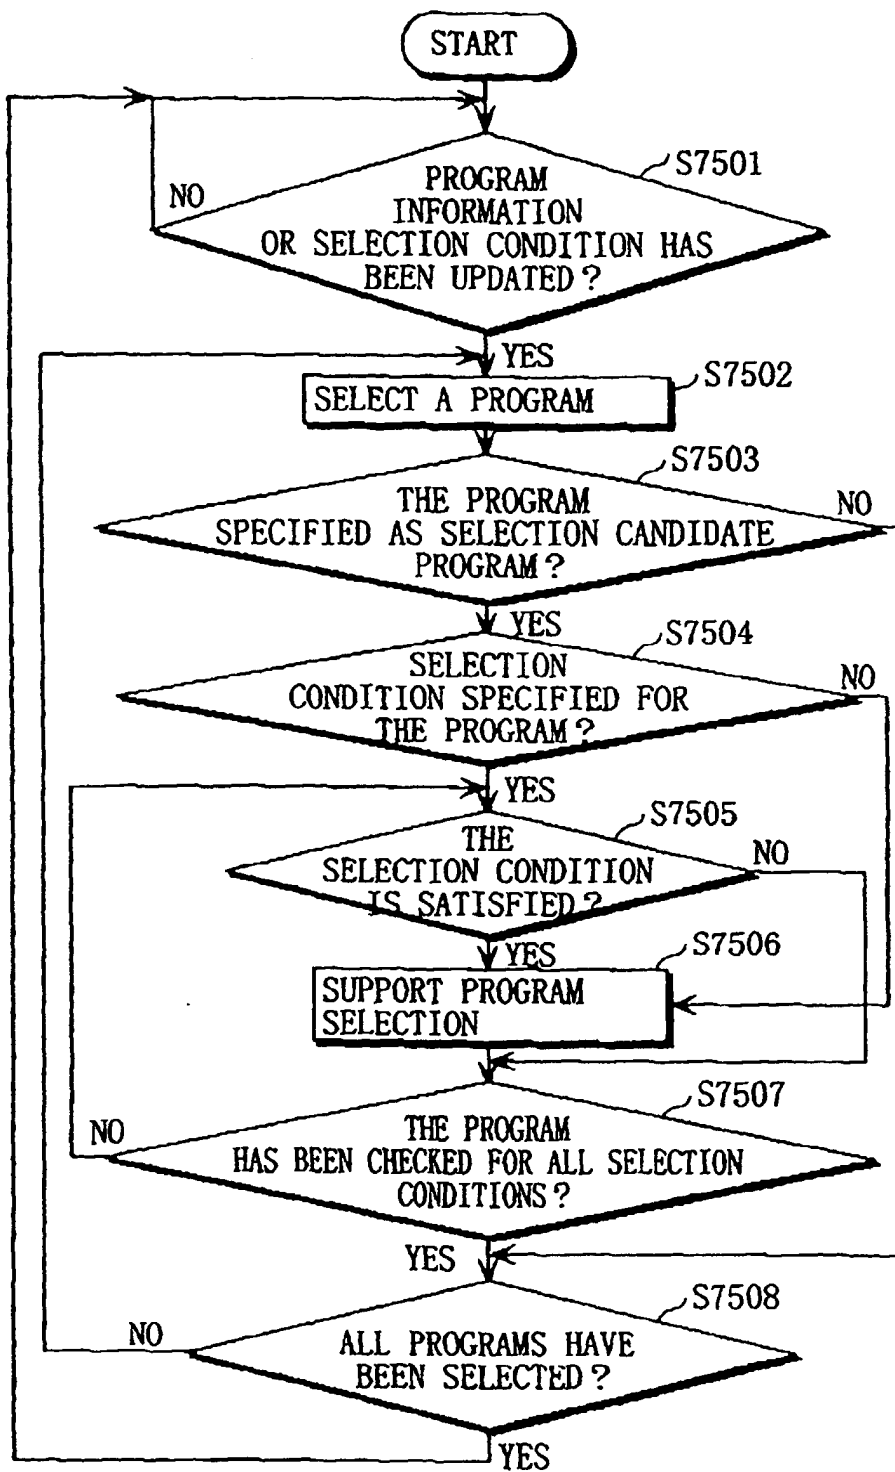 START
S7501
NO
PROGRAM
INFORMATION
OR SELECTION CONDITION HAS
BEEN UPDATED?
YES
S7502
SELECT A PROGRAM
S7503
NO
THE PROGRAM
SPECIFIED AS SELECTION CANDIDATE
PROGRAM?
YES
S7504
NO
SELECTION
CONDITION SPECIFIED FOR
THE PROGRAM?
YES
S7505
NO
THE
SELECTION CONDITION
IS SATISFIED?
YES
S7506
SUPPORT PROGRAM
SELECTION
S7507
NO
THE PROGRAM
HAS BEEN CHECKED FOR ALL SELECTION
CONDITIONS?
YES
S7508
NO
ALL PROGRAMS HAVE
BEEN SELECTED?
YES